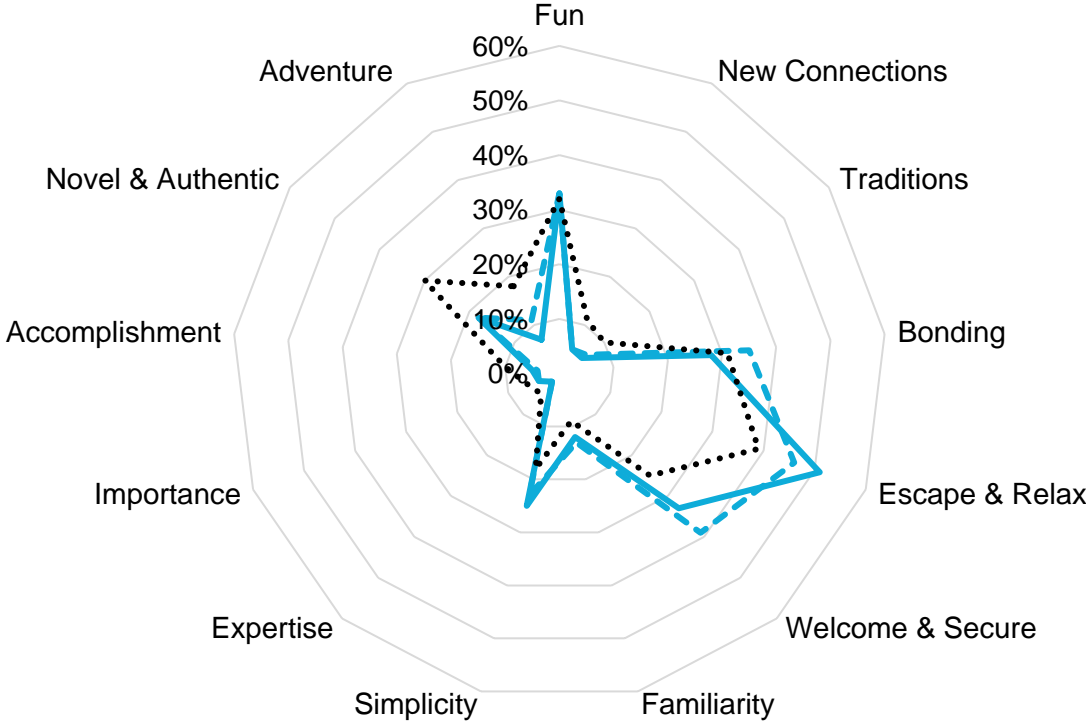 Fun
60%
Adventure
New Connections
50%
40%
Novel & Authentic
Traditions
30%
20%
10%
Accomplishment
Bonding
0%
Importance
Escape & Relax
Expertise
Welcome & Secure
Simplicity
Familiarity